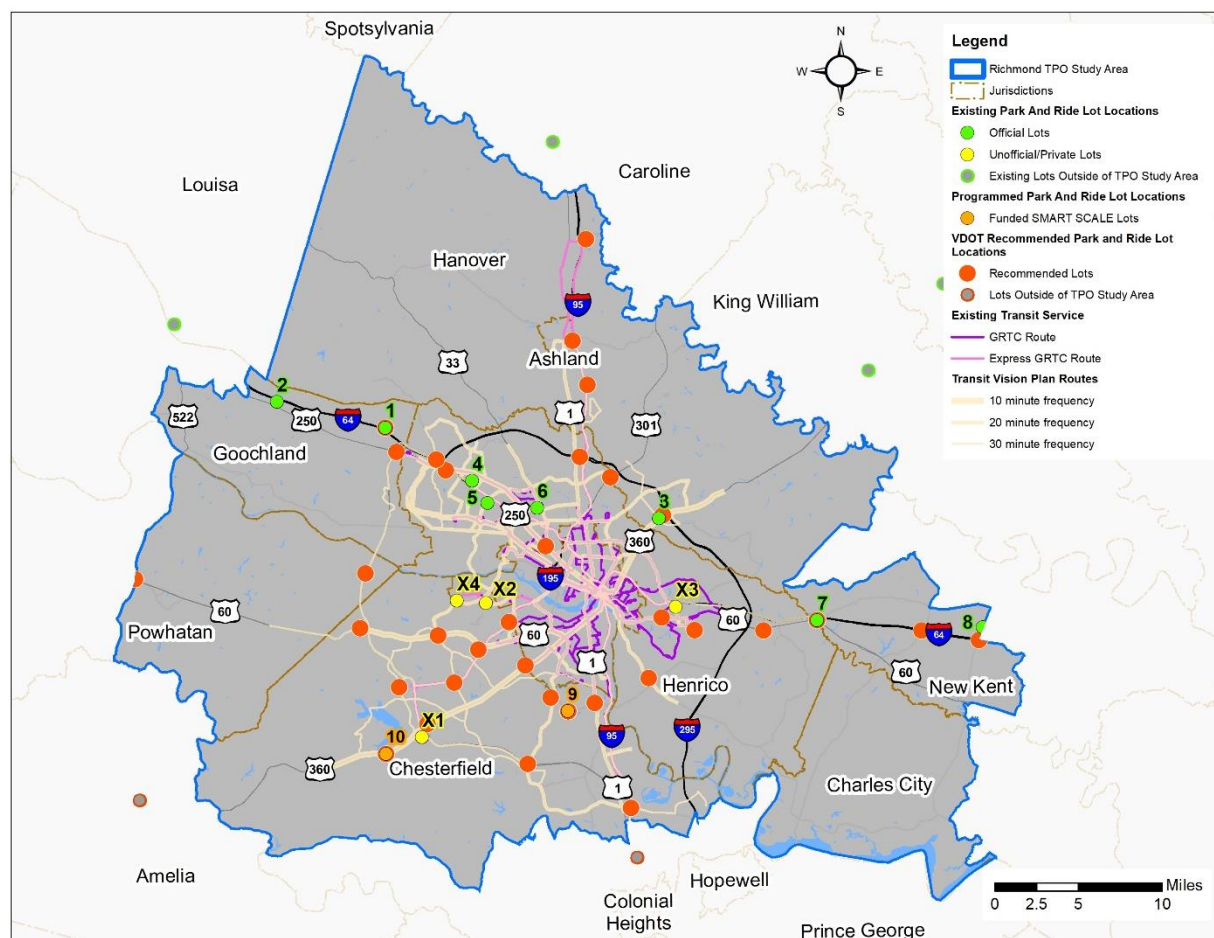 Spotsylvania
N
W
E
S
Louisa
Caroline
Hanover
King William
95
33
Ashland
1
301
2
522
250
64
1
Goochland
4
5
6
250
3
360
195
X4
X2
X3
60
Powhatan
60
60
7
8
64
60
New Kent
1
Henrico
9
X1
10
95
295
360
Chesterfield
1
Charles City
Amelia
Hopewell
Colonial
Heights
Prince George
Legend
Richmond TPO Study Area
Jurisdictions
Existing Park And Ride Lot Locations
Official Lots
Unofficial/Private Lots
Existing Lots Outside of TPO Study Area
Programmed Park And Ride Lot Locations
Funded SMART SCALE Lots
VDOT Recommended Park and Ride Lot
Locations
Recommended Lots
Lots Outside of TPO Study Area
Existing Transit Service
GRTC Route
Express GRTC Route
Transit Vision Plan Routes
10 minute frequency
20 minute frequency
30 minute frequency
Miles
0 2.5 5 10